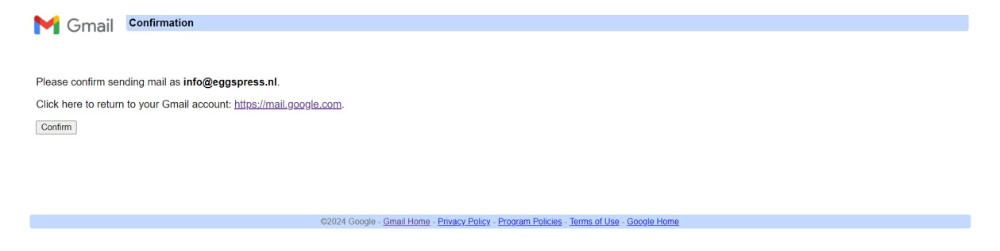 Gmail Confirmation
Please confirm sending mail as info@eggspress.nl.
Click here to return to your Gmail account: https://mail.google.com.
Confirm
©2024 Google - Gmail Home - Privacy Policy - Program Policies - Terms of Use - Google Home